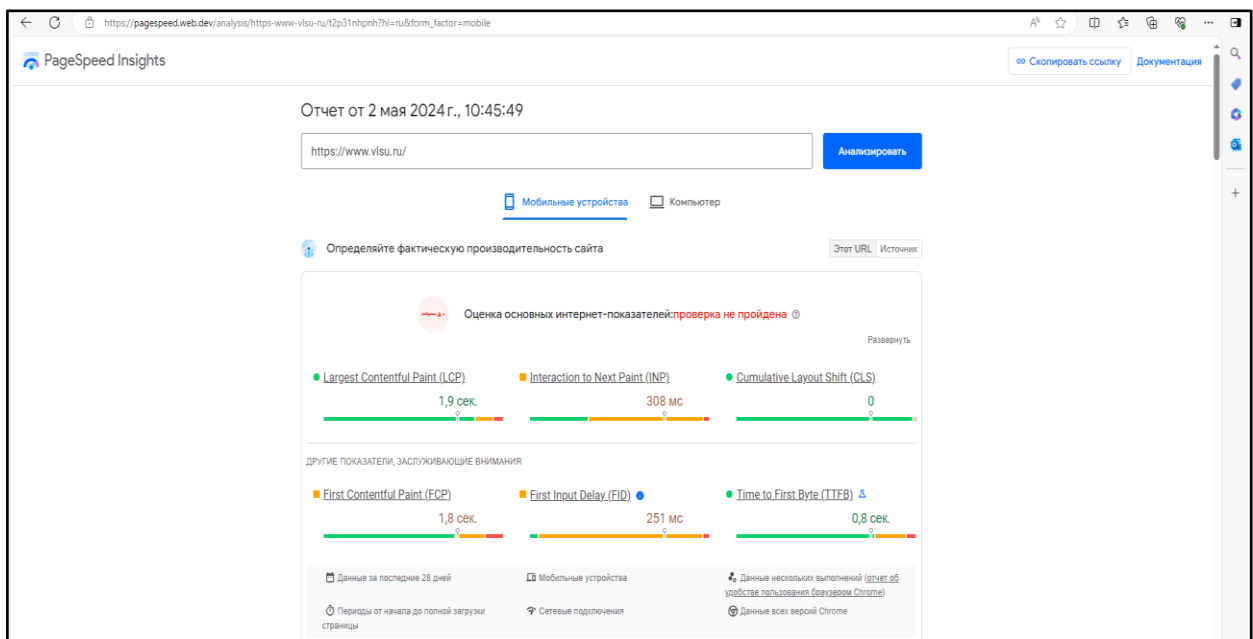 https://pagespeed.web.dev/analysis/https-www-vlsu-ru/t2p31nhpnh?hl=ru&form_factor=mobile
PageSpeed Insights
Скопировать ссылку
Документация
Отчет от 2 мая 2024 г., 10:45:49
https://www.vlsu.ru/
Анализировать
Мобильные устройства
Компьютер
Определяйте фактическую производительность сайта
Этот URL
Источник
Оценка основных интернет-показателей:проверка не пройдена
Развернуть
Largest Contentful Paint (LCP)
1,9 сек.
Interaction to Next Paint (INP)
308 мс
Cumulative Layout Shift (CLS)
0
ДРУГИЕ ПОКАЗАТЕЛИ, ЗАСЛУЖИВАЮЩИЕ ВНИМАНИЯ
First Contentful Paint (FCP)
1,8 сек.
First Input Delay (FID)
251 мс
Time to First Byte (TTFB)
0,8 сек.
Данные за последние 28 дней
Мобильные устройства
Данные нескольких выполнений (отчет об
удобстве пользования браузером Chrome)
Периоды от начала до полной загрузки
страницы
Сетевые подключения
Данные всех версий Chrome